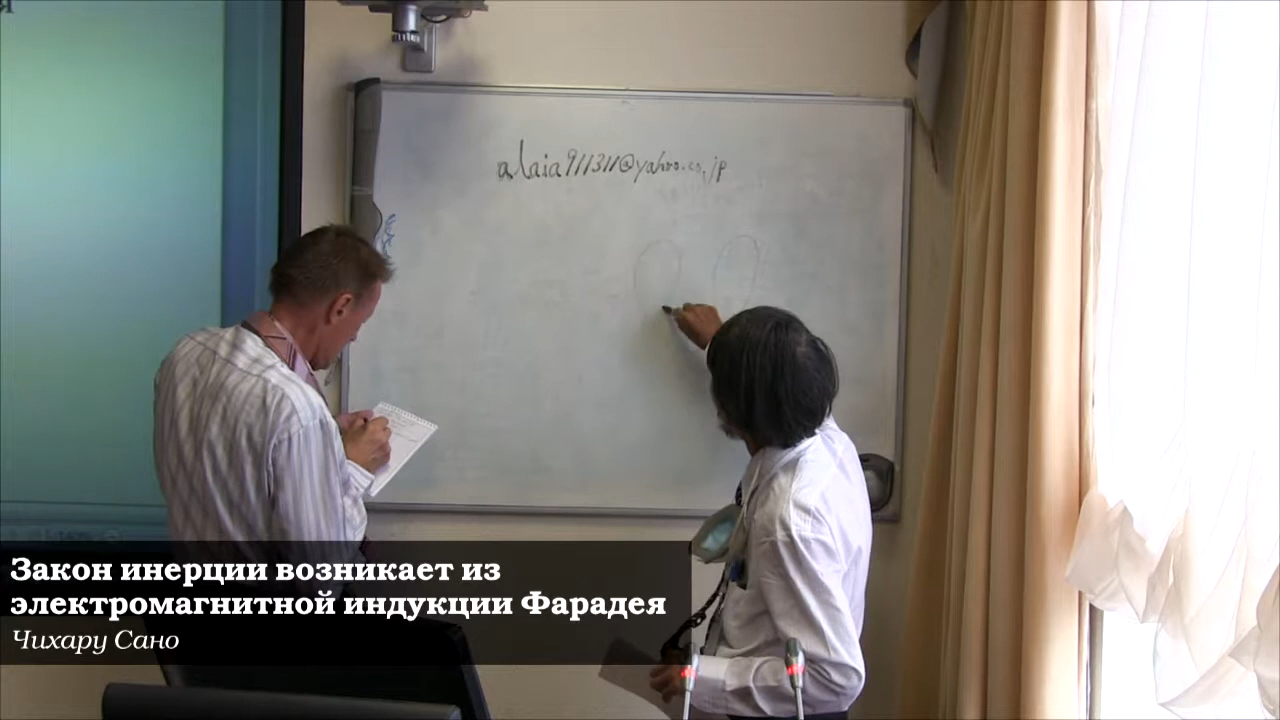 alaia911311@yahoo.co.jp
Закон инерции возникает из
электромагнитной индукции Фарадея
Чихару Сано